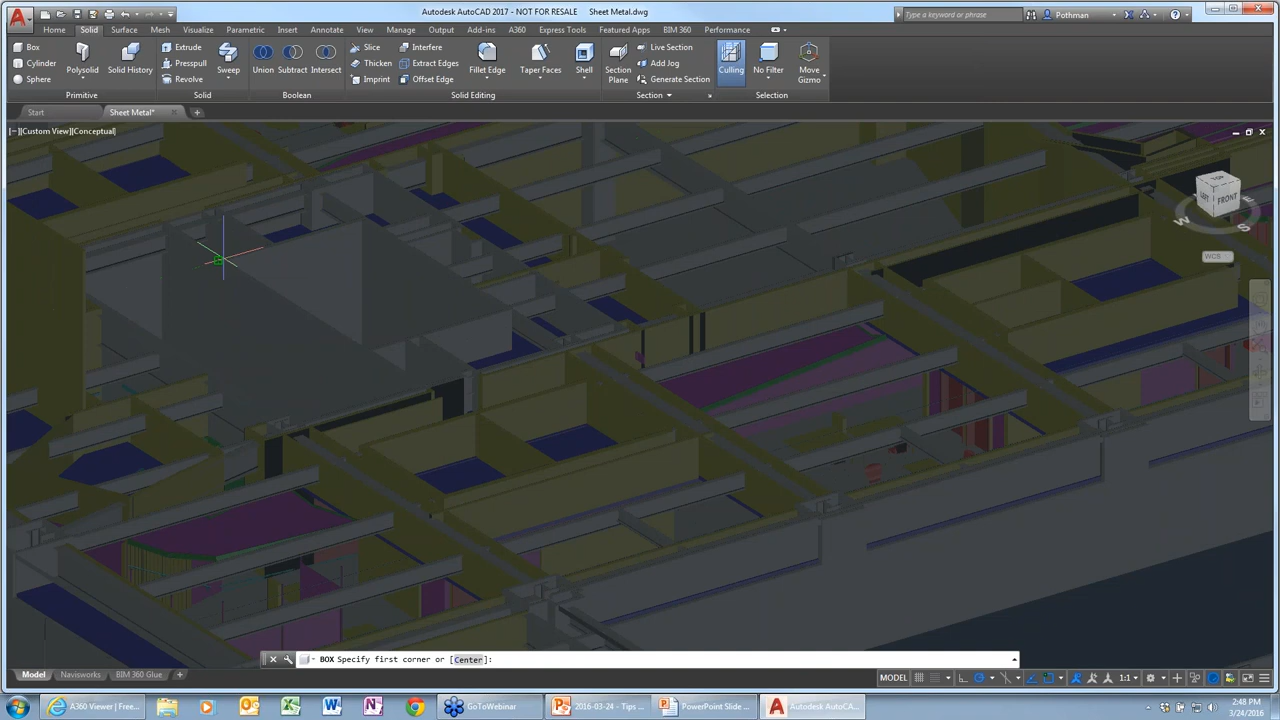 Autodesk AutoCAD 2017 - NOT FOR RESALE Sheet Metal.dwg
Type a keyword or phrase
Pothman
Home Solid Surface Mesh Visualize Parametric Insert Annotate View Manage Output Add-ins A360 Express Tools Featured Apps BIM 360 Performance
Box
Cylinder
Sphere
Polysolid
Solid History
Primitive
Extrude
Presspull
Revolve
Sweep
Solid
Union
Subtract
Intersect
Boolean
Slice
Thicken
Imprint
Interfere
Extract Edges
Offset Edge
Fillet Edge
Taper Faces
Shell
Solid Editing
Section Plane
Live Section
Add Jog
Generate Section
Section
Culling
No Filter
Move Gizmo
Selection
Start
Sheet Metal*
[−][Custom View][Conceptual]
TOP
LEFT
FRONT
W
S
E
WCS
BOX Specify first corner or [Center]:
Model Navisworks BIM 360 Glue
MODEL
1:1
A360 Viewer | Free...
GoToWebinar
2016-03-24 - Tips ...
PowerPoint Slide ...
Autodesk AutoCA...
2:48 PM
3/24/2016